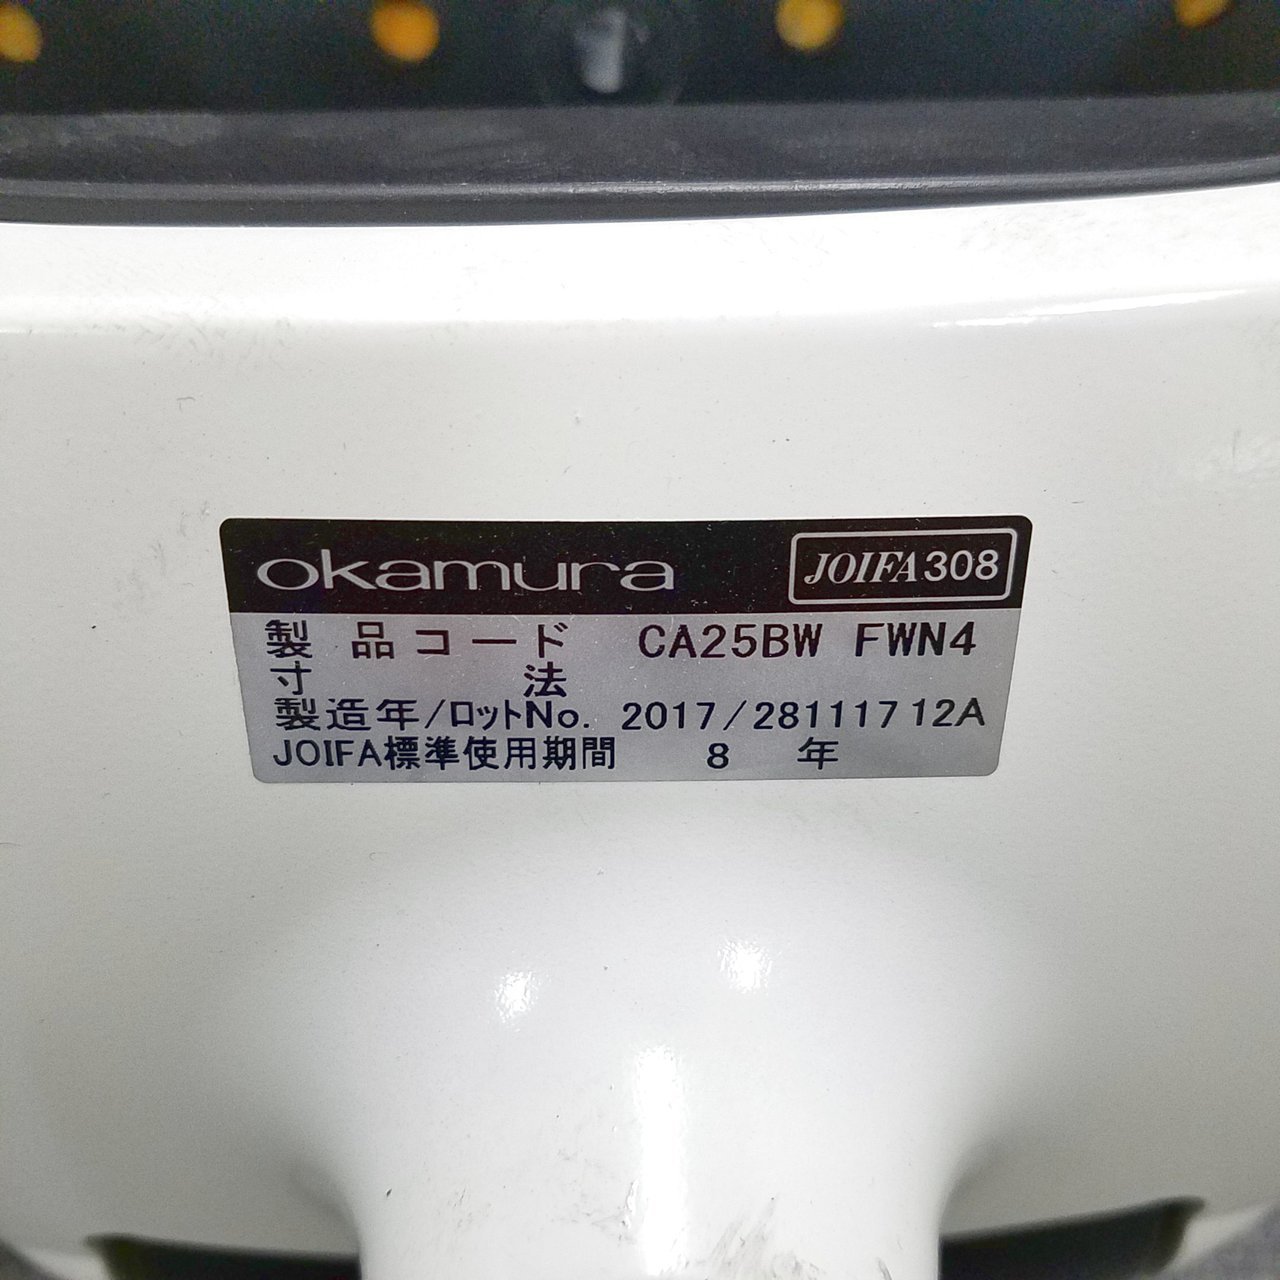 okamura JOIFA308
製品コード CA25BW FWN4
寸法
製造年/ロットNo. 2017/28111712A
JOIFA標準使用期間 8年